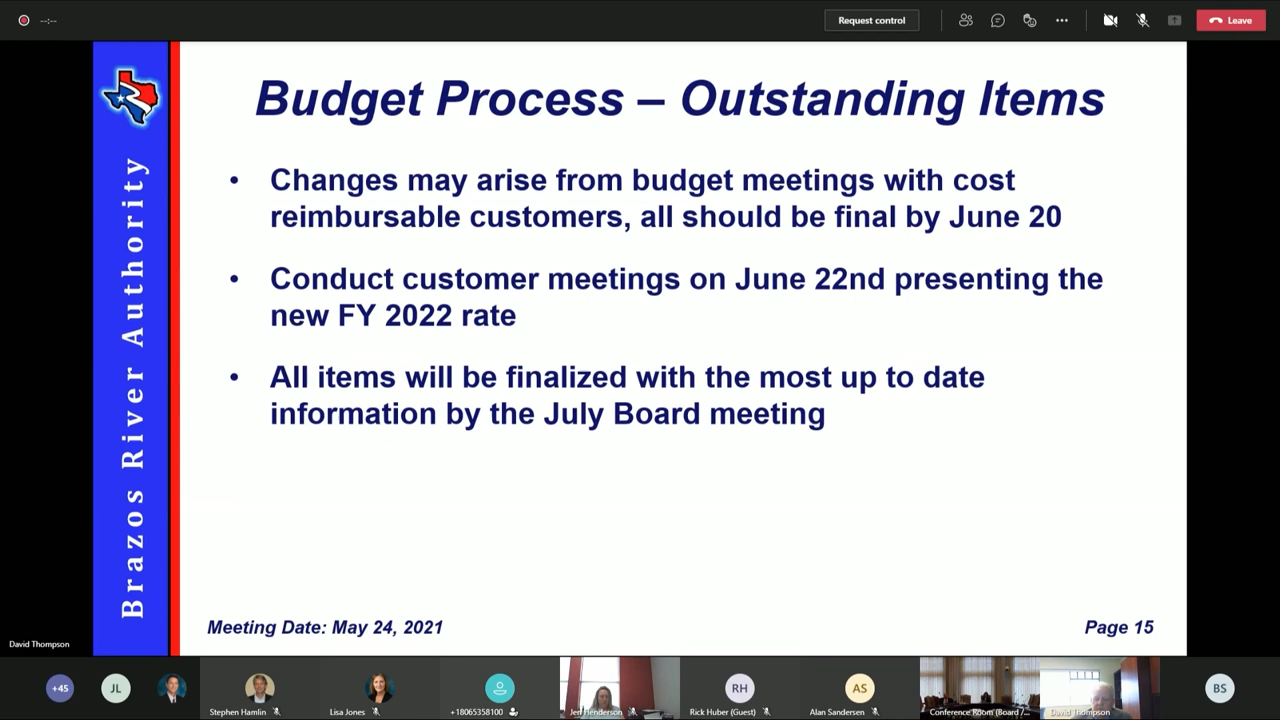 --:--
Request control
Leave
Brazos River Authority
Budget Process – Outstanding Items
• Changes may arise from budget meetings with cost
reimbursable customers, all should be final by June 20
• Conduct customer meetings on June 22nd presenting the
new FY 2022 rate
• All items will be finalized with the most up to date
information by the July Board meeting
Meeting Date: May 24, 2021
Page 15
David Thompson
+45
JL
Stephen Hamlin
Lisa Jones
+18065358100
Jen Henderson
RH
Rick Huber (Guest)
AS
Alan Sandersen
Conference Room (Board /...
David Thompson
BS